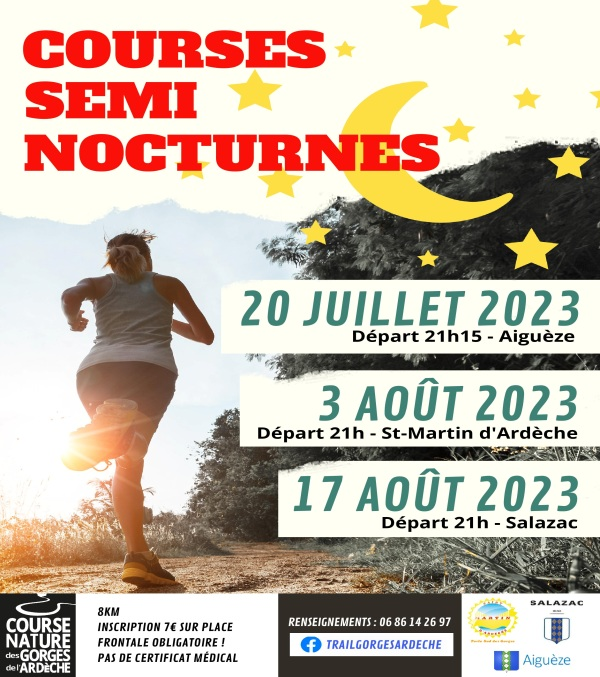 COURSES
SEMI
NOCTURNES
20 JUILLET 2023
Départ 21h15 - Aiguèze
3 AOÛT 2023
Départ 21h - St-Martin d'Ardèche
17 AOÛT 2023
Départ 21h - Salazac
COURSE
NATURE
des GORGES
de l'ARDÈCHE
8KM
INSCRIPTION 7€ SUR PLACE
FRONTALE OBLIGATOIRE !
PAS DE CERTIFICAT MÉDICAL
RENSEIGNEMENTS : 06 86 14 26 97
TRAILGORGESARDECHE
SALAZAC
Aiguèze